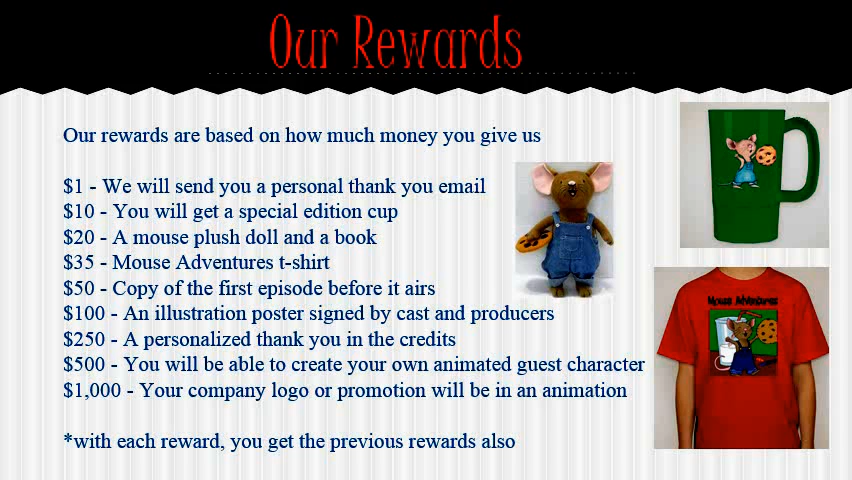 Our Rewards
Our rewards are based on how much money you give us
$1 - We will send you a personal thank you email
$10 - You will get a special edition cup
$20 - A mouse plush doll and a book
$35 - Mouse Adventures t-shirt
$50 - Copy of the first episode before it airs
$100 - An illustration poster signed by cast and producers
$250 - A personalized thank you in the credits
$500 - You will be able to create your own animated guest character
$1,000 - Your company logo or promotion will be in an animation
*with each reward, you get the previous rewards also
Mouse Adventures